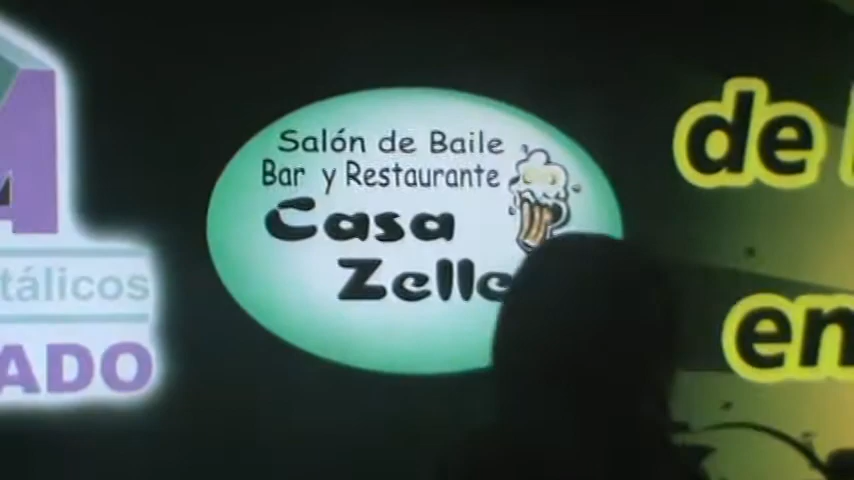 A
tálicos
ADO
Salón de Baile
Bar y Restaurante
Casa
Zelle
de
en